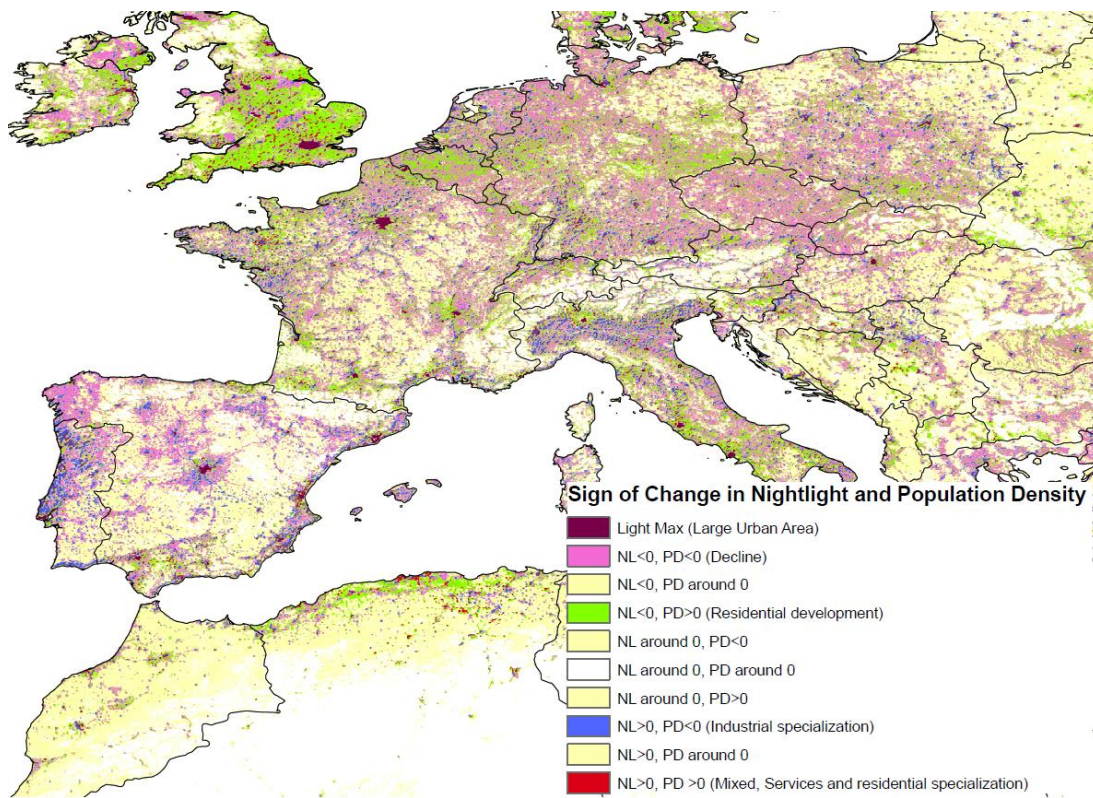 Sign of Change in Nightlight and Population Density
Light Max (Large Urban Area)
NL<0, PD<0 (Decline)
NL<0, PD around 0
NL<0, PD>0 (Residential development)
NL around 0, PD<0
NL around 0, PD around 0
NL around 0, PD>0
NL>0, PD<0 (Industrial specialization)
NL>0, PD around 0
NL>0, PD >0 (Mixed, Services and residential specialization)